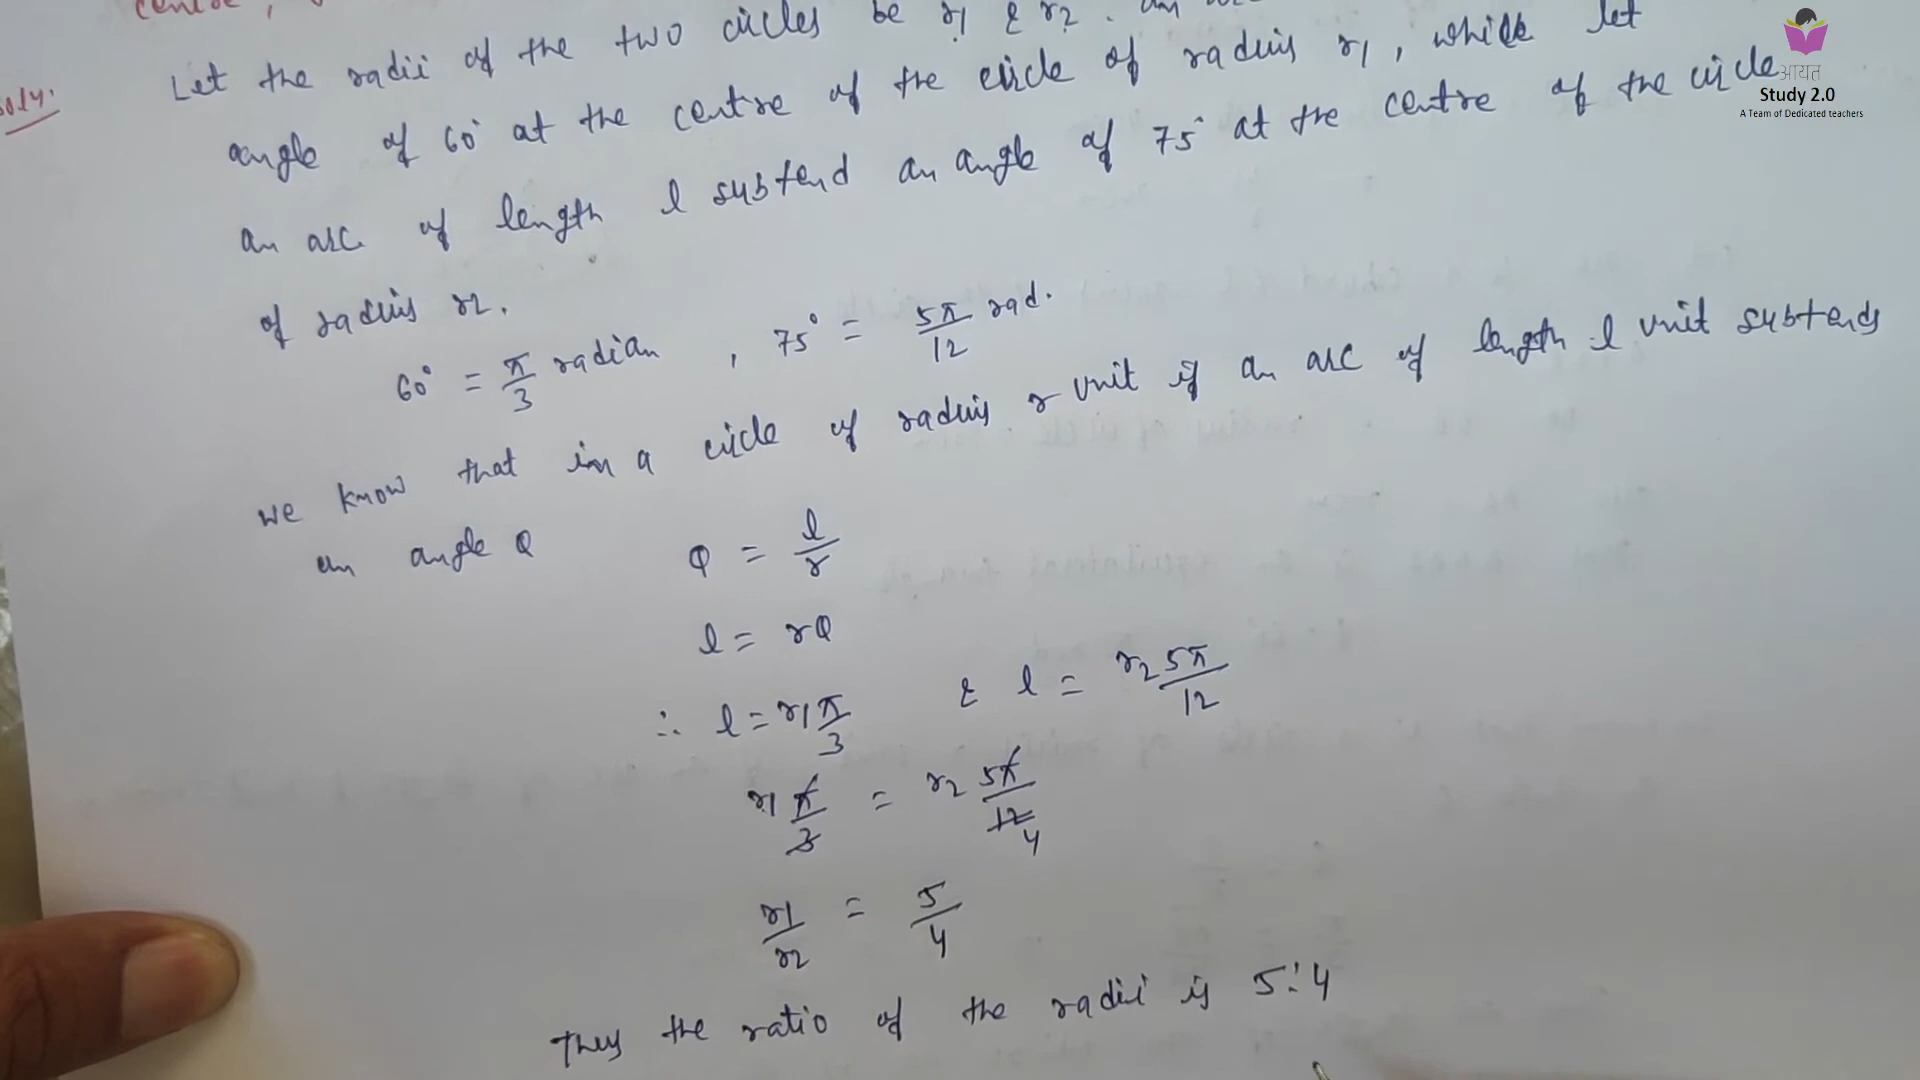 centre,
Soln.
Let the radii of the two circles be r1 & r2. an
angle of 60° at the centre of the circle of radius r1, while let
an arc of length l subtend an angle of 75° at the centre of the circle
of radius r2.
60° = π/3 radian , 75° = 5π/12 rad.
we know that in a circle of radius r unit if an arc of length l unit subtends
an angle Q
Q = l/r
l = rQ
∴ l = r1 π/3 & l = r2 5π/12
r1 π/3 = r2 5π/12 4
r1/r2 = 5/4
Thus the ratio of the radii is 5:4
आयत
Study 2.0
A Team of Dedicated teachers